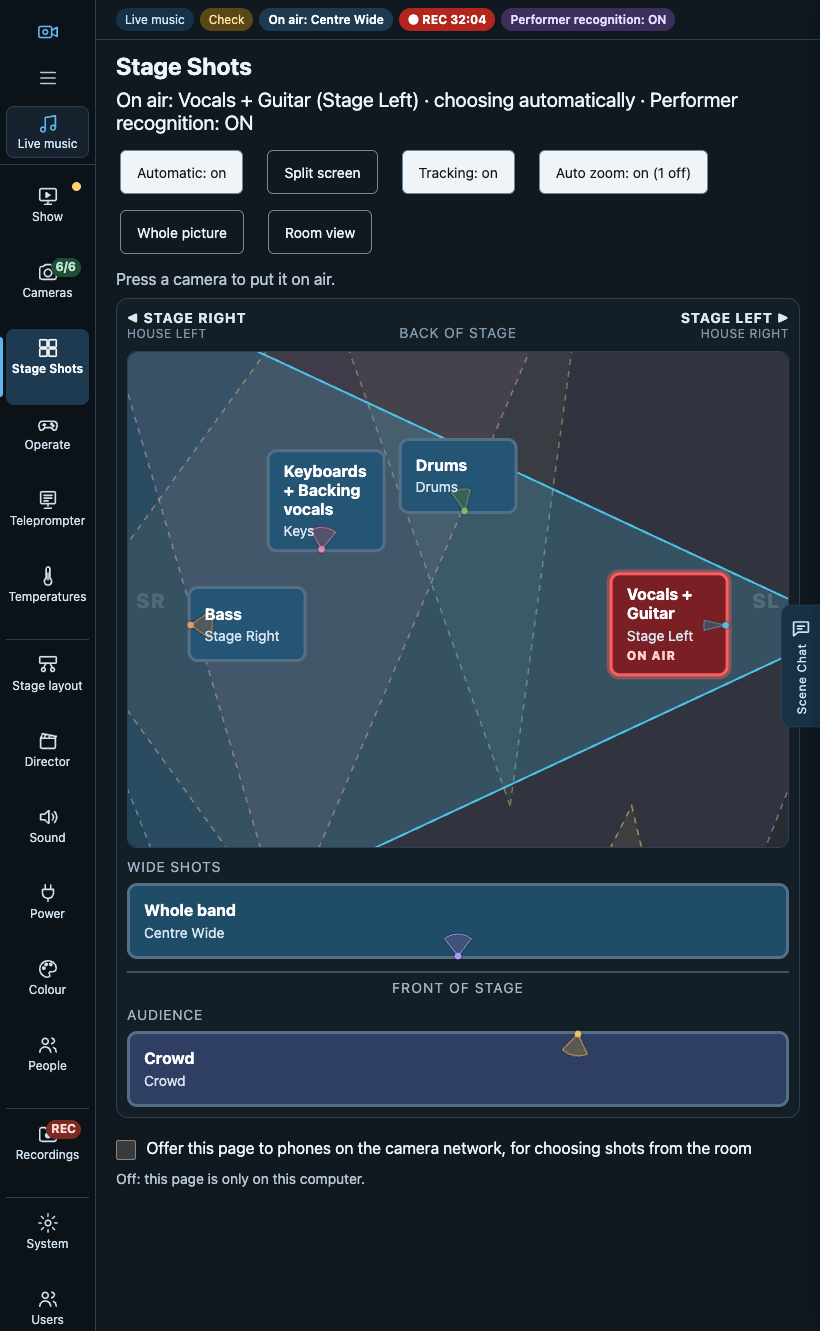 Live music
Check
On air: Centre Wide
REC 32:04
Performer recognition: ON
Live music
Show
6/6
Cameras
Stage Shots
Operate
Teleprompter
Temperatures
Stage layout
Director
Sound
Power
Colour
People
REC
Recordings
System
Users
Stage Shots
On air: Vocals + Guitar (Stage Left) · choosing automatically · Performer
recognition: ON
Automatic: on
Split screen
Tracking: on
Auto zoom: on (1 off)
Whole picture
Room view
Press a camera to put it on air.
◀ STAGE RIGHT
HOUSE LEFT
BACK OF STAGE
STAGE LEFT ▶
HOUSE RIGHT
Keyboards
+ Backing
vocals
Keys
Drums
Drums
SR
Bass
Stage Right
Vocals +
Guitar
Stage Left
ON AIR
SL
Scene Chat
WIDE SHOTS
Whole band
Centre Wide
FRONT OF STAGE
AUDIENCE
Crowd
Crowd
Offer this page to phones on the camera network, for choosing shots from the room
Off: this page is only on this computer.